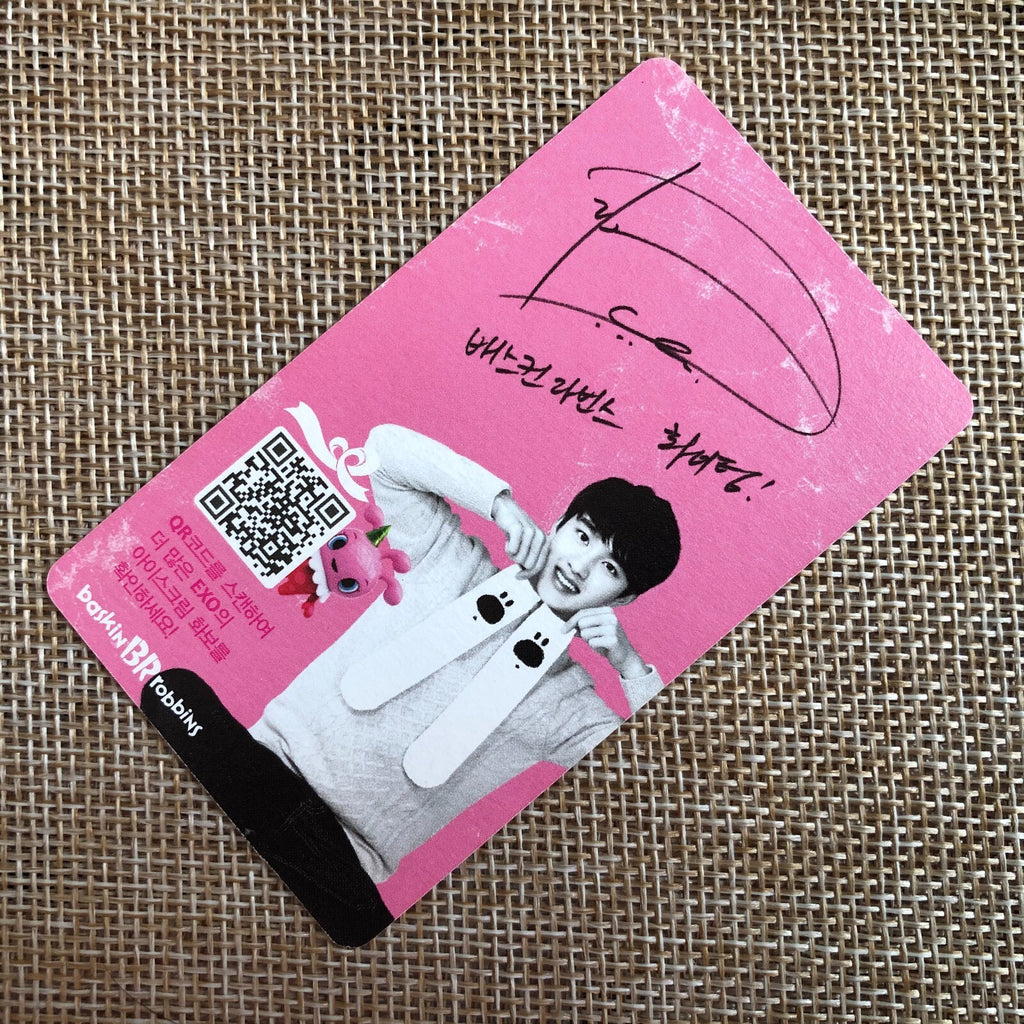 배스킨라빈스 화이팅!
QR코드를 스캔하여
더 많은 EXO의
아이스크림 화보를
확인하세요!
baskin BR robbins